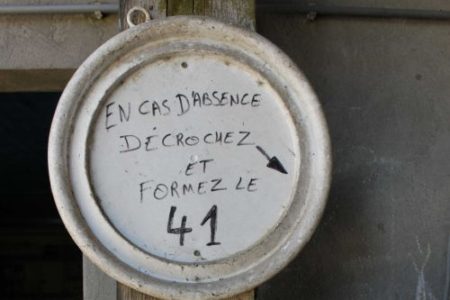 EN CAS D'ABSENCE
DÉCROCHEZ
ET
FORMEZ LE
41